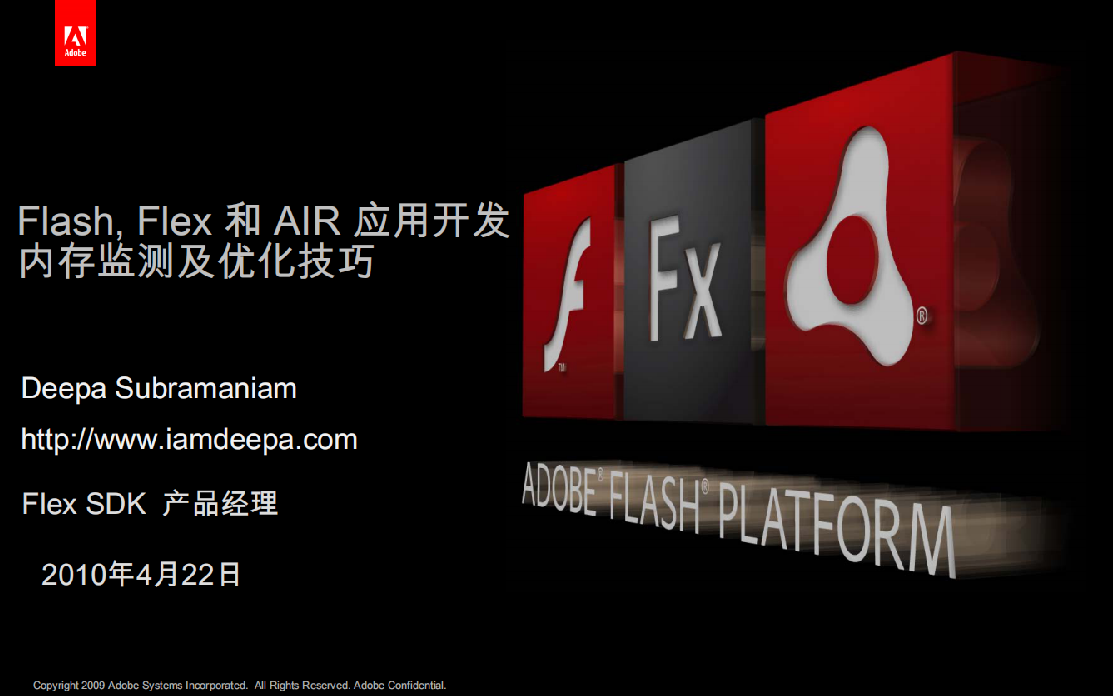 Adobe
Flash, Flex 和 AIR 应用开发
内存监测及优化技巧
Deepa Subramaniam
http://www.iamdeepa.com
Flex SDK 产品经理
2010年4月22日
Fx
TM
®
ADOBE® FLASH® PLATFORM
Copyright 2009 Adobe Systems Incorporated. All Rights Reserved. Adobe Confidential.